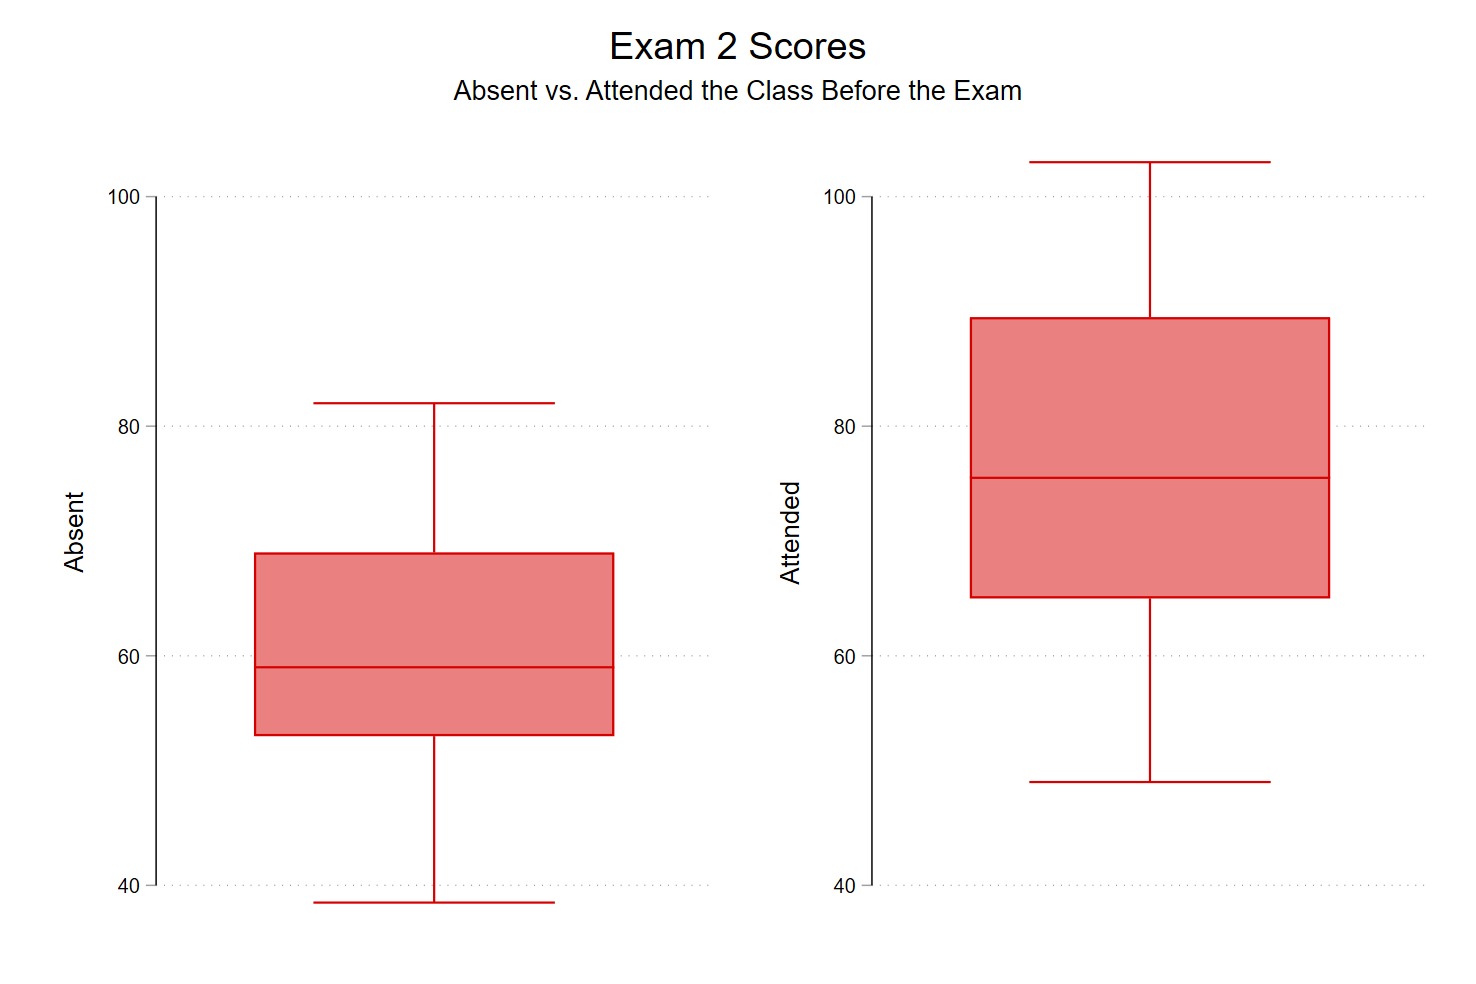 Exam 2 Scores
Absent vs. Attended the Class Before the Exam
Absent
100
80
60
40
Attended
100
80
60
40